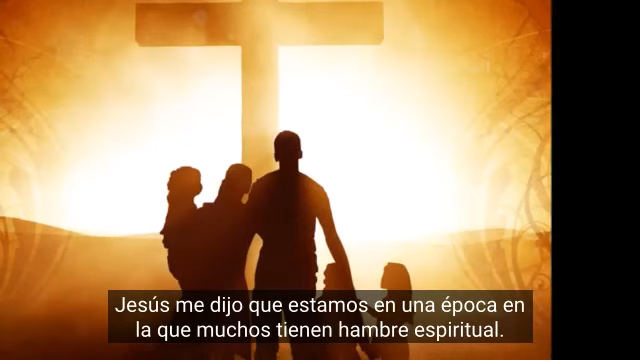 Jesús me dijo que estamos en una época en
la que muchos tienen hambre espiritual.